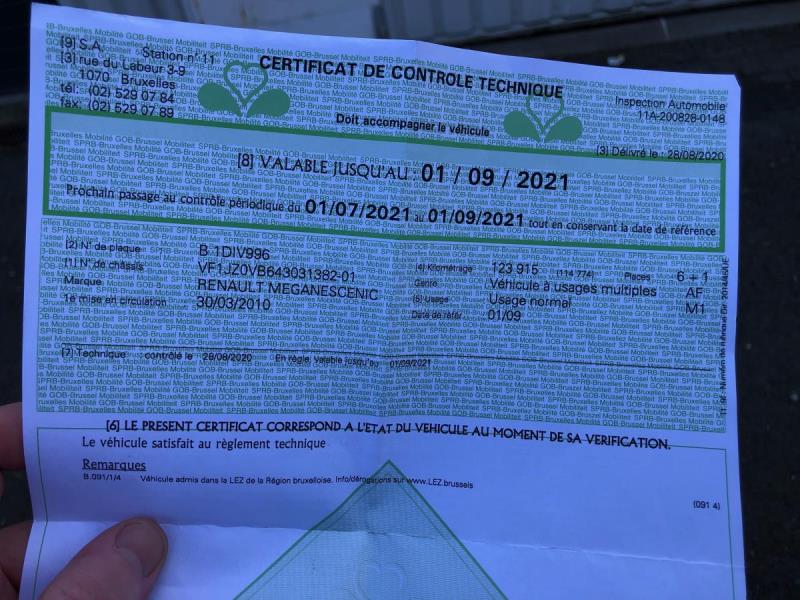 [9] S.A. Station n° 11
[3] rue du Labeur 3-9
1070 Bruxelles
tél.: (02) 529 07 84
fax: (02) 529 07 89
CERTIFICAT DE CONTROLE TECHNIQUE
Doit accompagner le véhicule
Inspection Automobile
11A-200828-0148
[3] Délivré le : 28/08/2020
[8] VALABLE JUSQU'AU : 01 / 09 / 2021
Prochain passage au contrôle périodique du 01/07/2021 au 01/09/2021 tout en conservant la date de référence
[2] N° de plaque B 1DIV996
[1] N° de châssis VF1JZ0VB643031382-01
Marque RENAULT MEGANESCENIC
1e mise en circulation 30/03/2010
[4] Kilométrage 123 915 (114 774) Places 6 + 1
Genre Véhicule à usages multiples AF
[5] Usage Usage normal M1
Date de référ. 01/09
[7] Technique contrôlé le 28/08/2020 En règle, valable jusqu'au 01/09/2021
[6] LE PRESENT CERTIFICAT CORRESPOND A L'ETAT DU VEHICULE AU MOMENT DE SA VERIFICATION.
Le véhicule satisfait au règlement technique
Remarques
B.091/1/4 Véhicule admis dans la LEZ de la Région bruxelloise. Info/dérogations sur www.LEZ.brussels
(091 4)